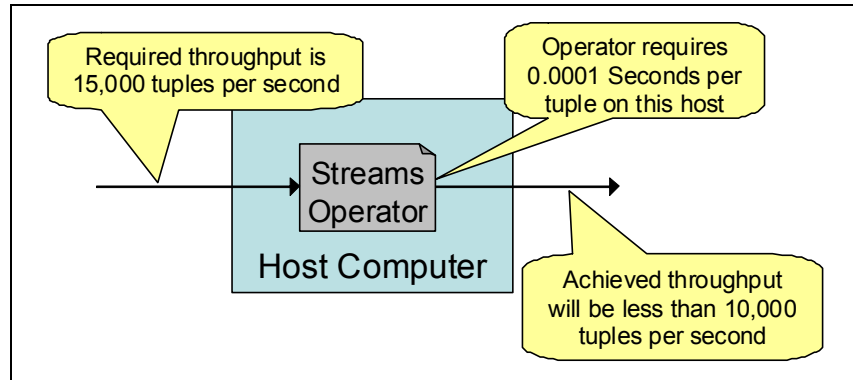 Required throughput is
15,000 tuples per second
Operator requires
0.0001 Seconds per
tuple on this host
Streams
Operator
Host Computer
Achieved throughput
will be less than 10,000
tuples per second